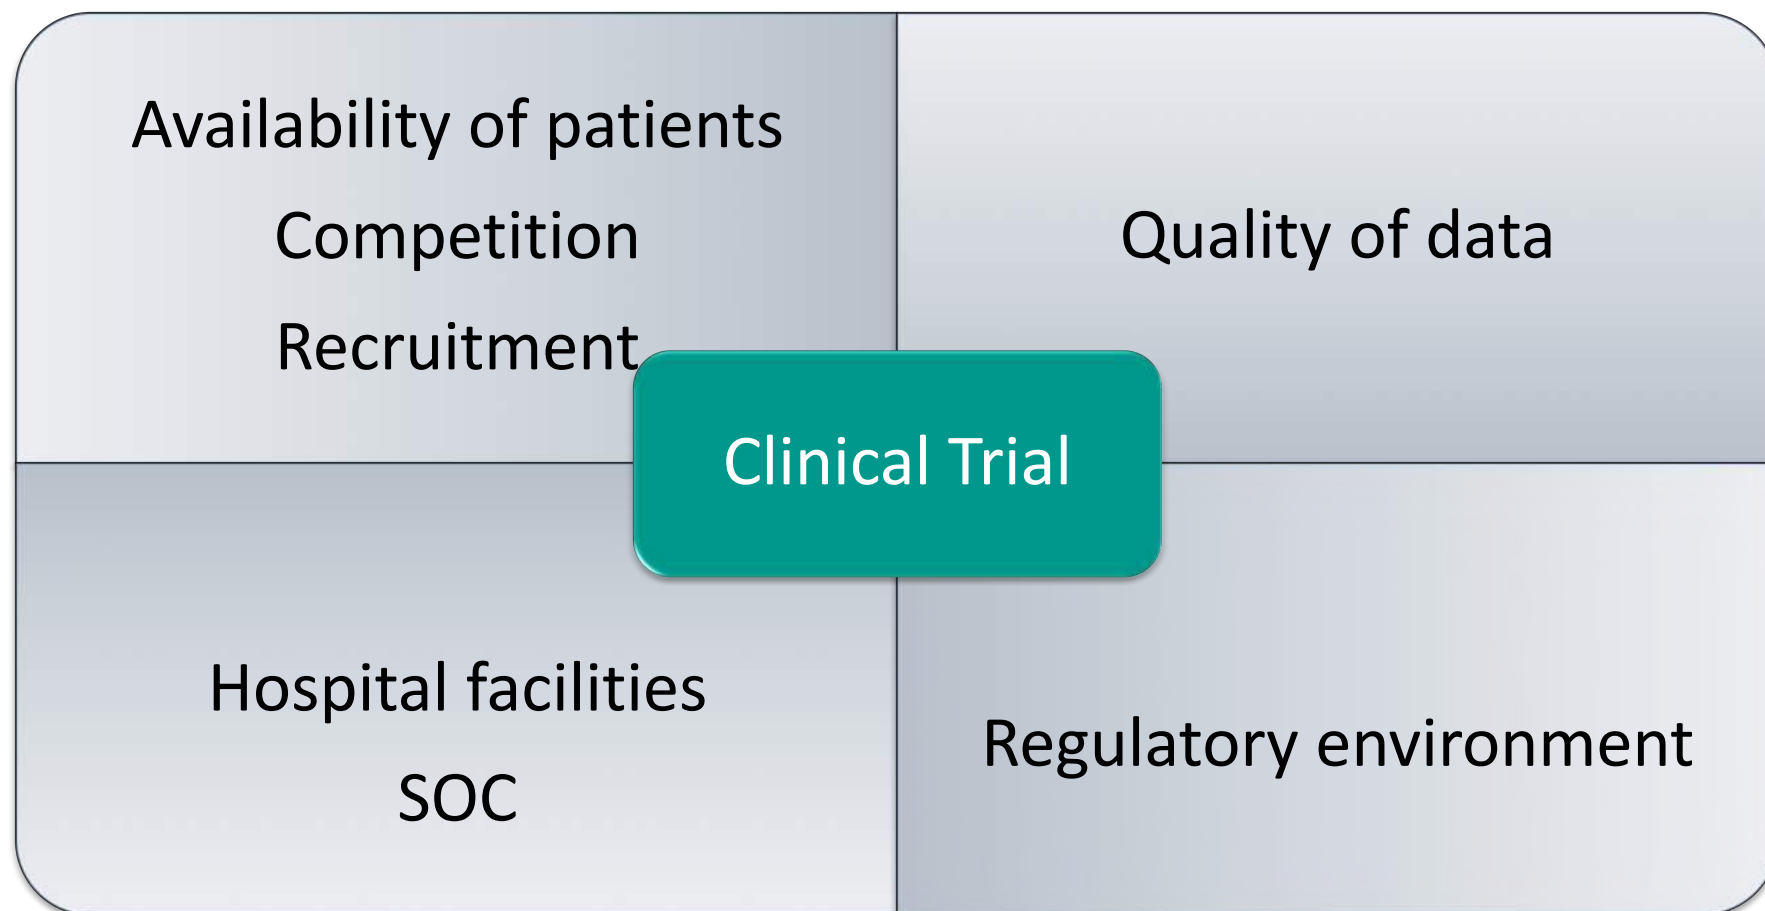 Availability of patients
Competition
Recruitment
Quality of data
Clinical Trial
Hospital facilities
SOC
Regulatory environment